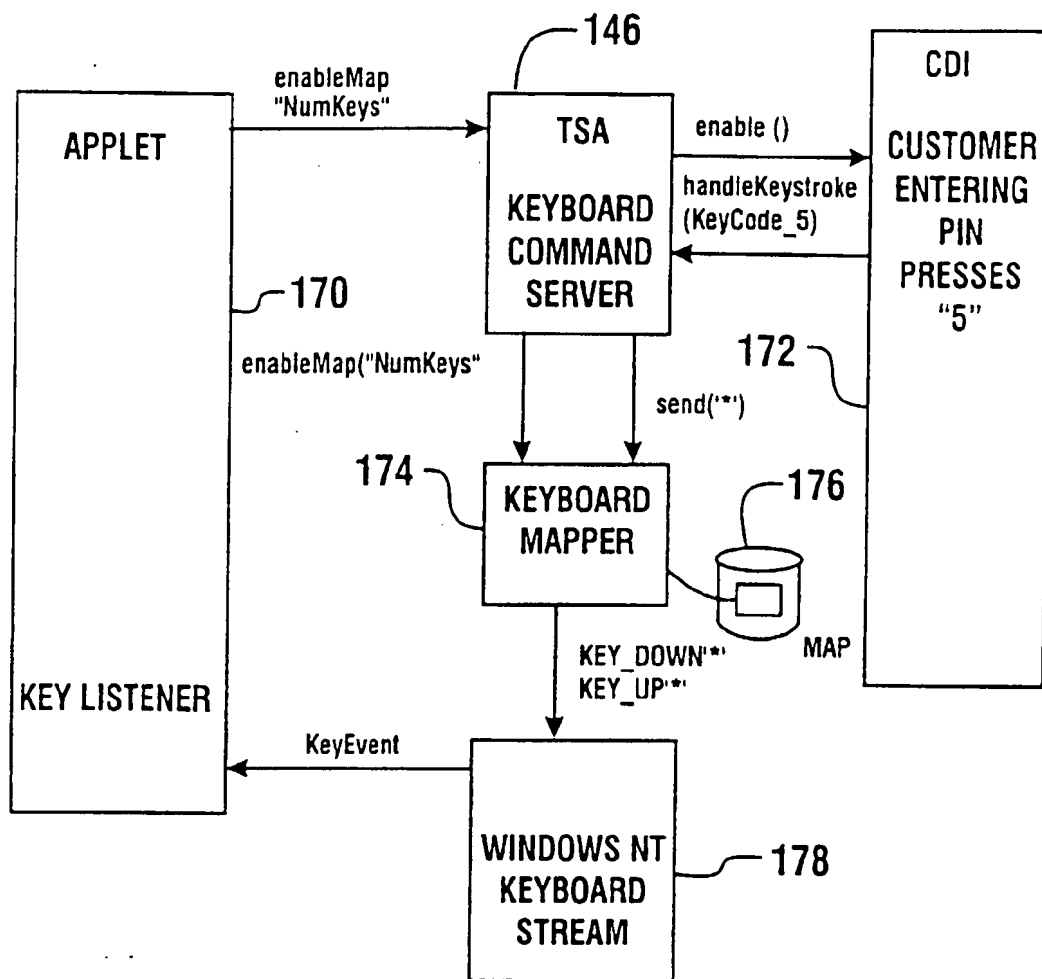 146
enableMap
"NumKeys"
APPLET
TSA
KEYBOARD
COMMAND
SERVER
enable ()
handleKeystroke
(KeyCode_5)
CDI
CUSTOMER
ENTERING
PIN
PRESSES
"5"
170
172
enableMap("NumKeys"
send('*')
174
KEYBOARD
MAPPER
176
MAP
KEY_DOWN'*'
KEY_UP'*'
KEY LISTENER
KeyEvent
WINDOWS NT
KEYBOARD
STREAM
178